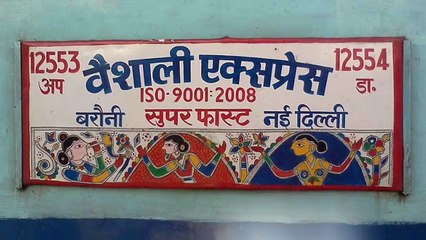 12553 वैशाली एक्सप्रेस 12554
अप ISO-9001:2008 डा.
बरौनी सुपर फास्ट नई दिल्ली